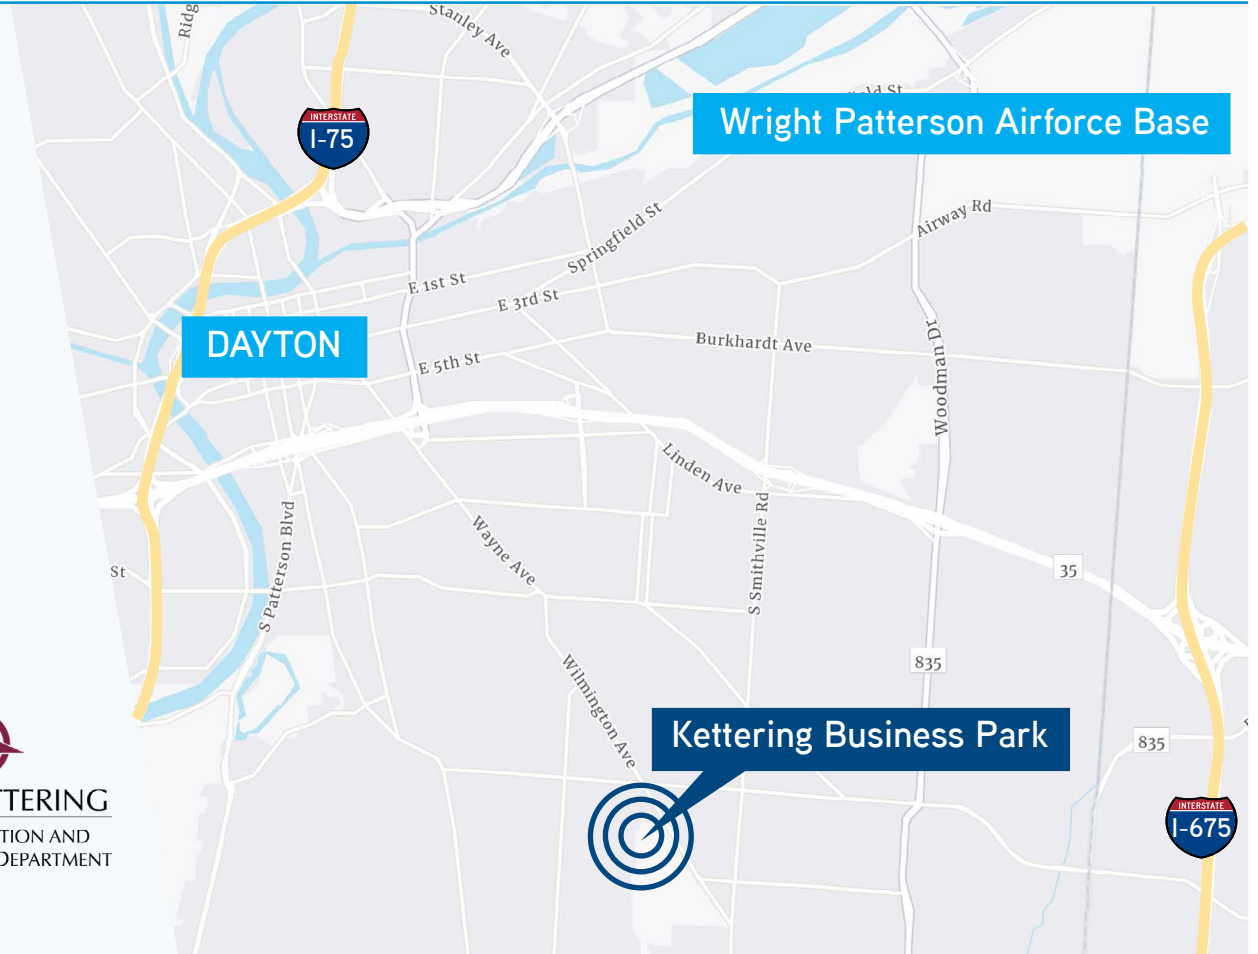 Ridg
Stanley Ave
INTERSTATE
I-75
Wright Patterson Airforce Base
Airway Rd
Springfield St
E 1st St
E 3rd St
DAYTON
Burkhardt Ave
E 5th St
Woodman Dr
Linden Ave
S Smithville Rd
Wayne Ave
S Patterson Blvd
St
35
835
Wilmington Ave
Kettering Business Park
835
INTERSTATE
I-675
TTERING
TION AND
DEPARTMENT